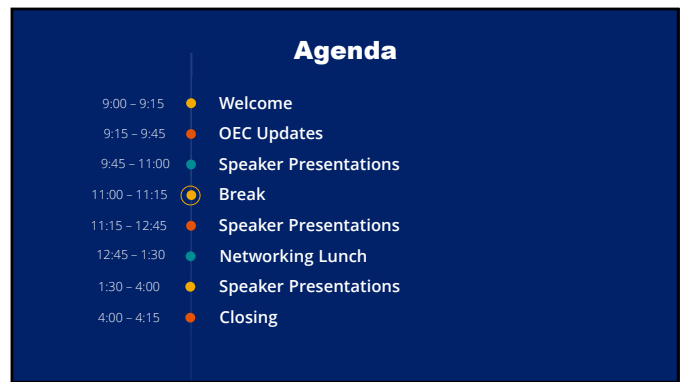 Agenda
9:00 – 9:15 Welcome
9:15 – 9:45 OEC Updates
9:45 – 11:00 Speaker Presentations
11:00 – 11:15 Break
11:15 – 12:45 Speaker Presentations
12:45 – 1:30 Networking Lunch
1:30 – 4:00 Speaker Presentations
4:00 – 4:15 Closing